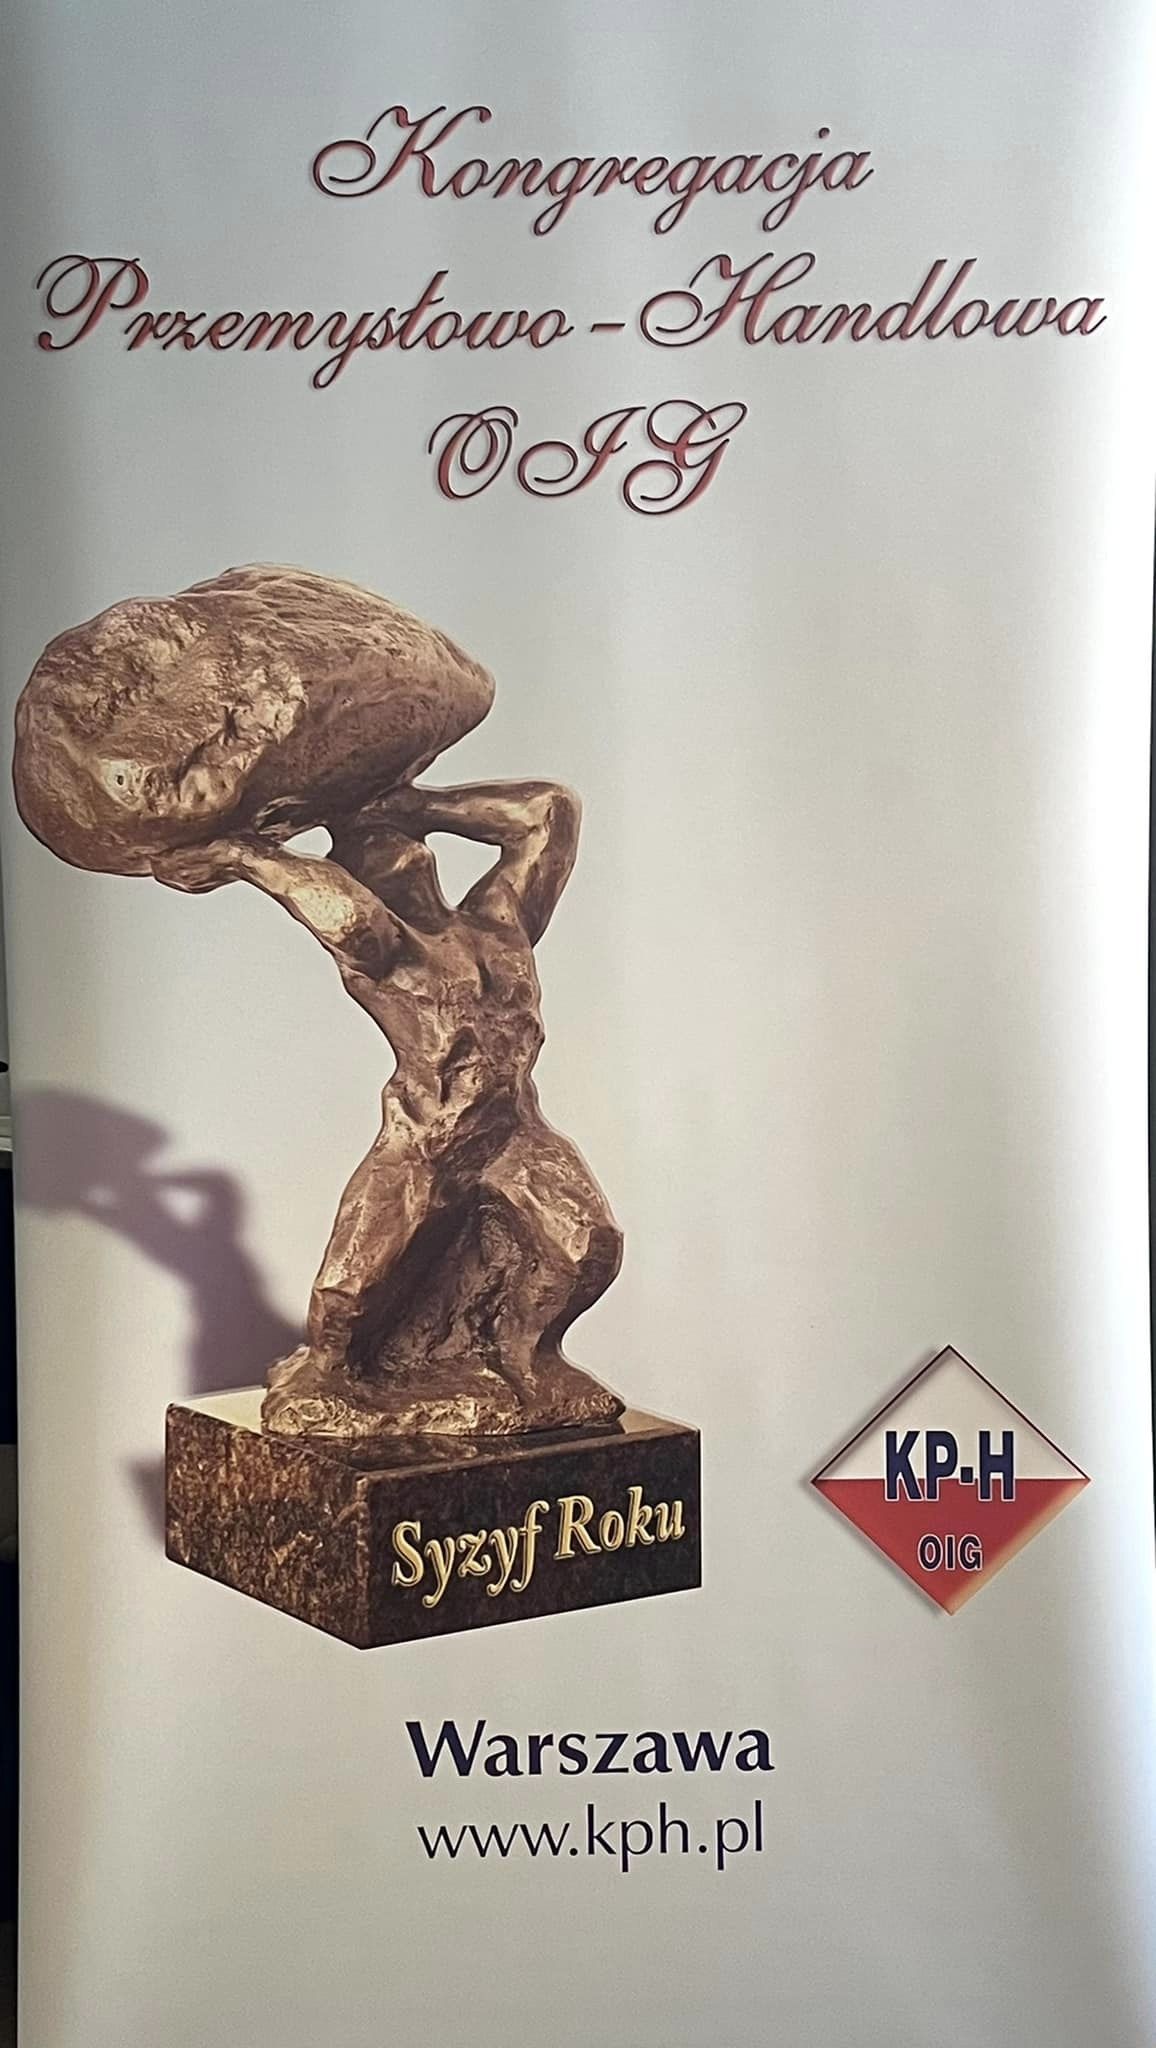 Kongregacja
Przemysłowo-Handlowa
OIG
Syzyf Roku
KP-H
OIG
Warszawa
www.kph.pl